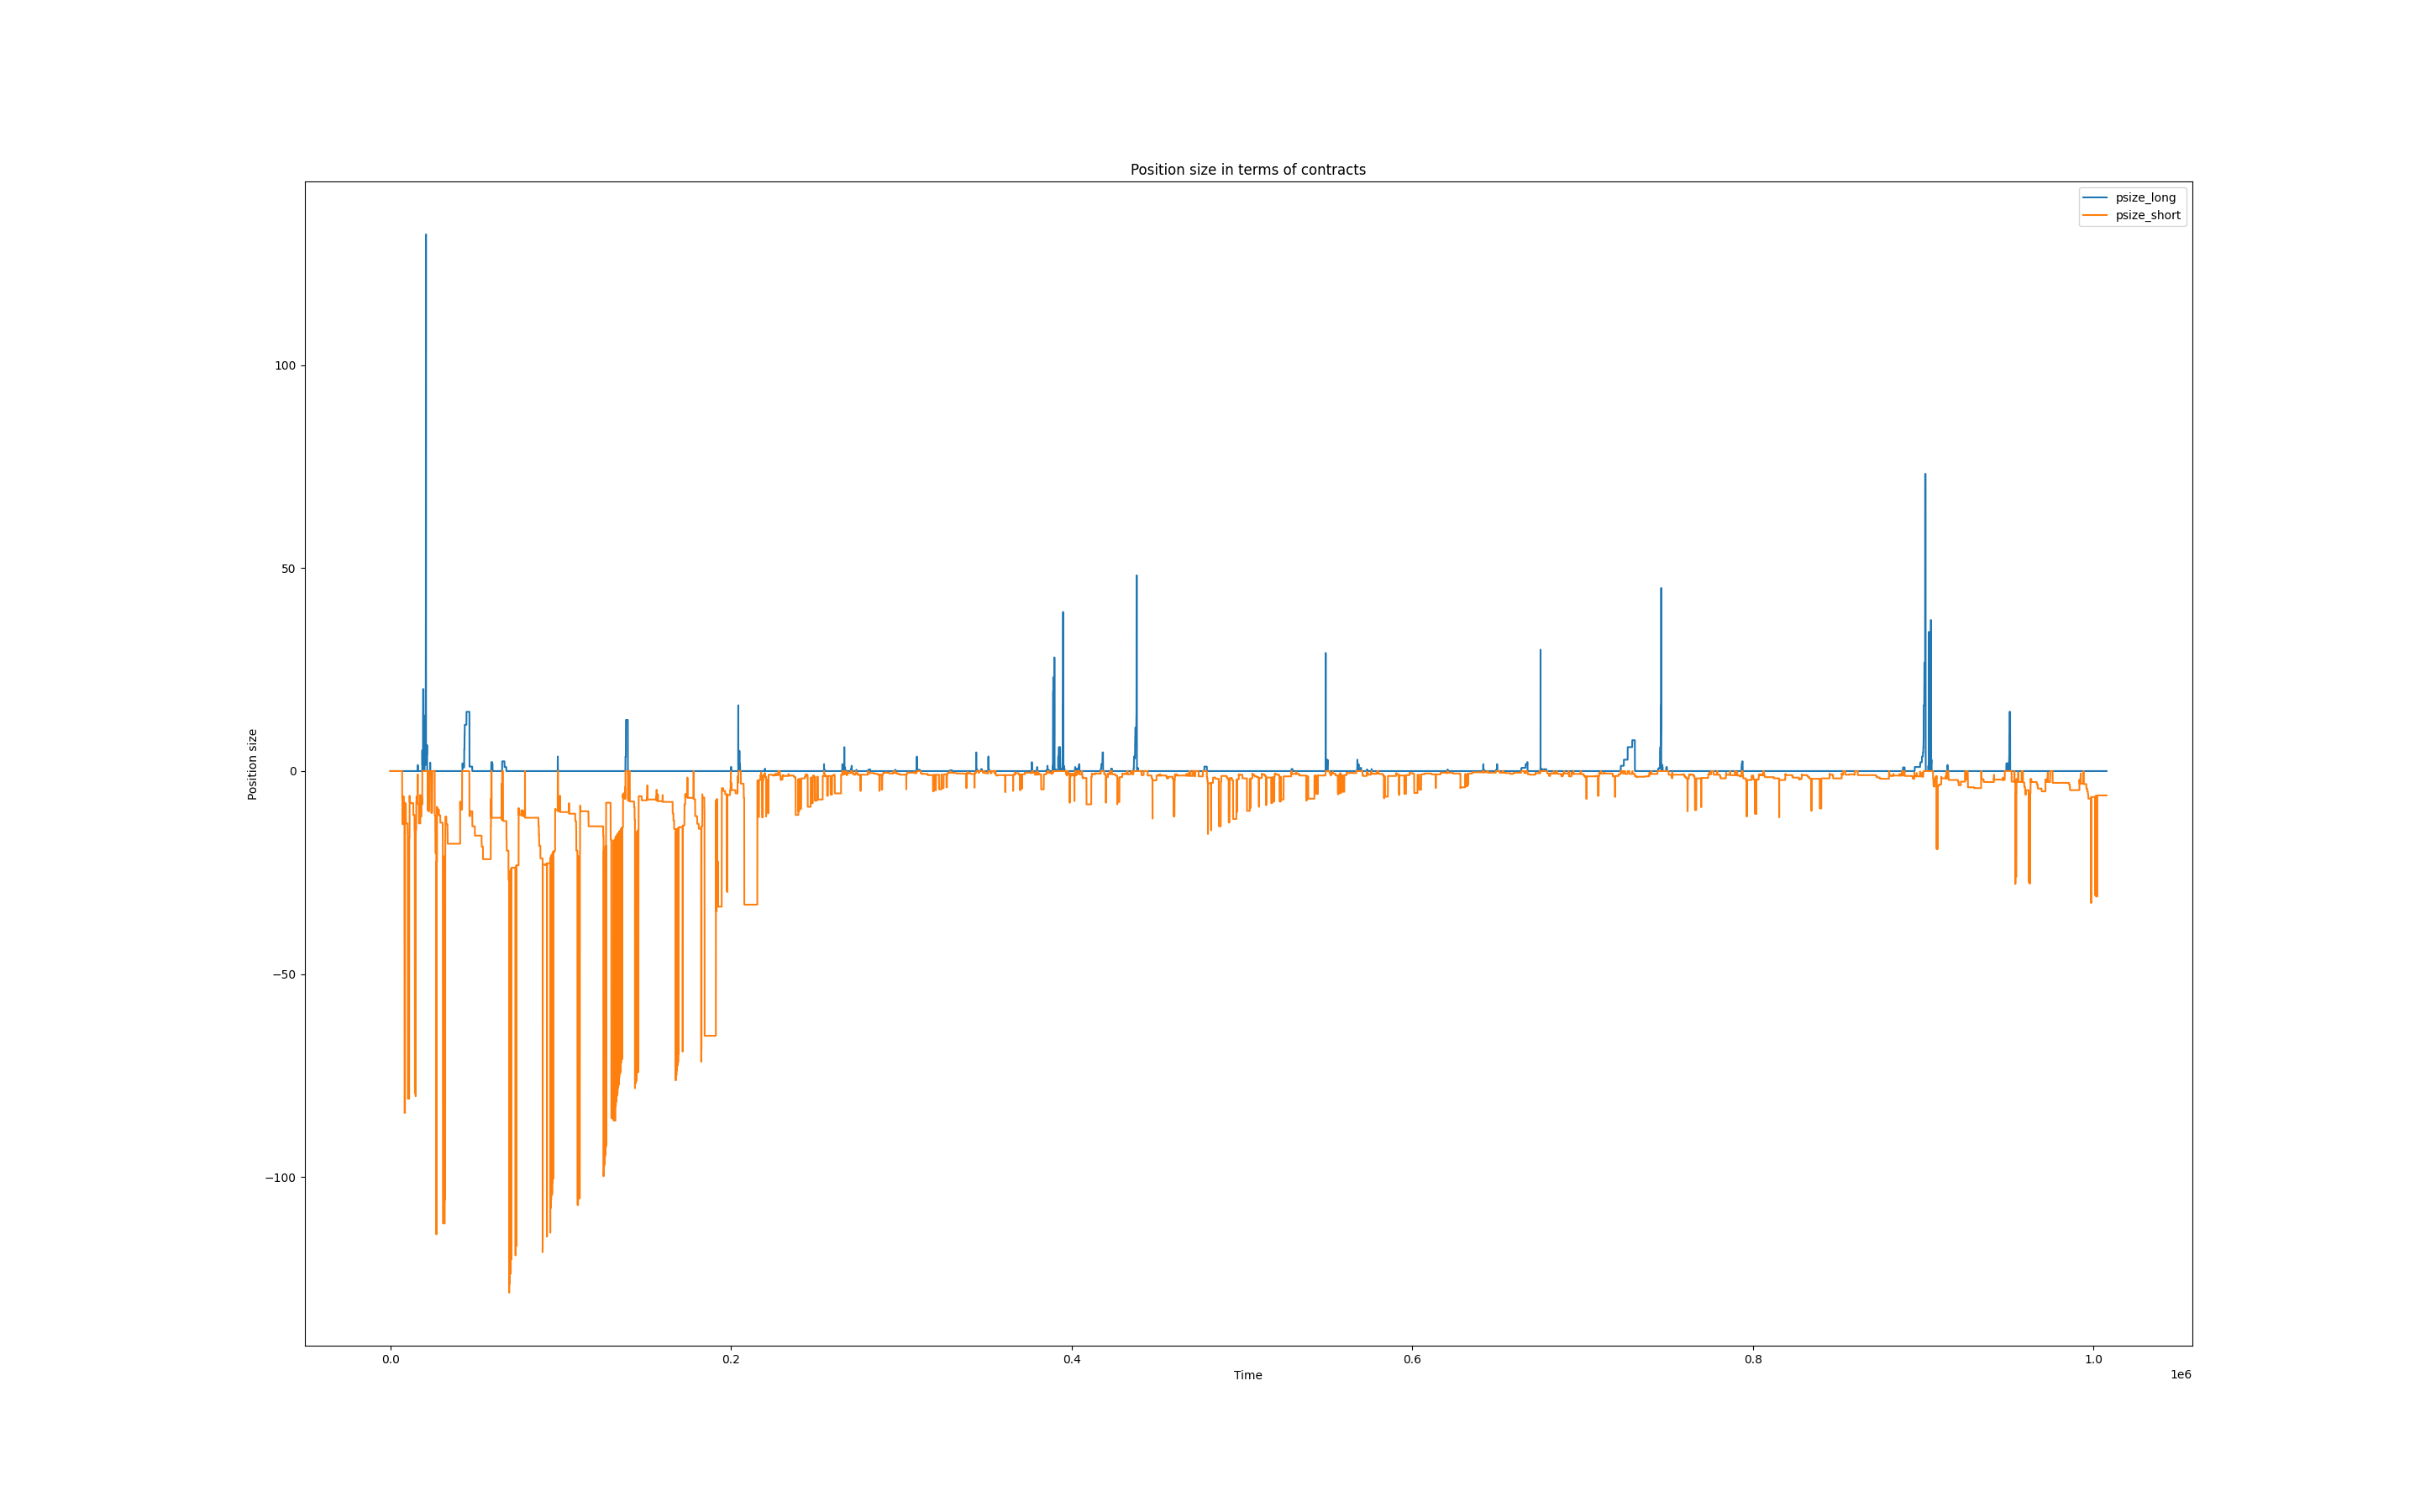 Position size in terms of contracts
psize_long
psize_short
100
50
0
−50
−100
Position size
0.0
0.2
0.4
0.6
0.8
1.0
Time
1e6